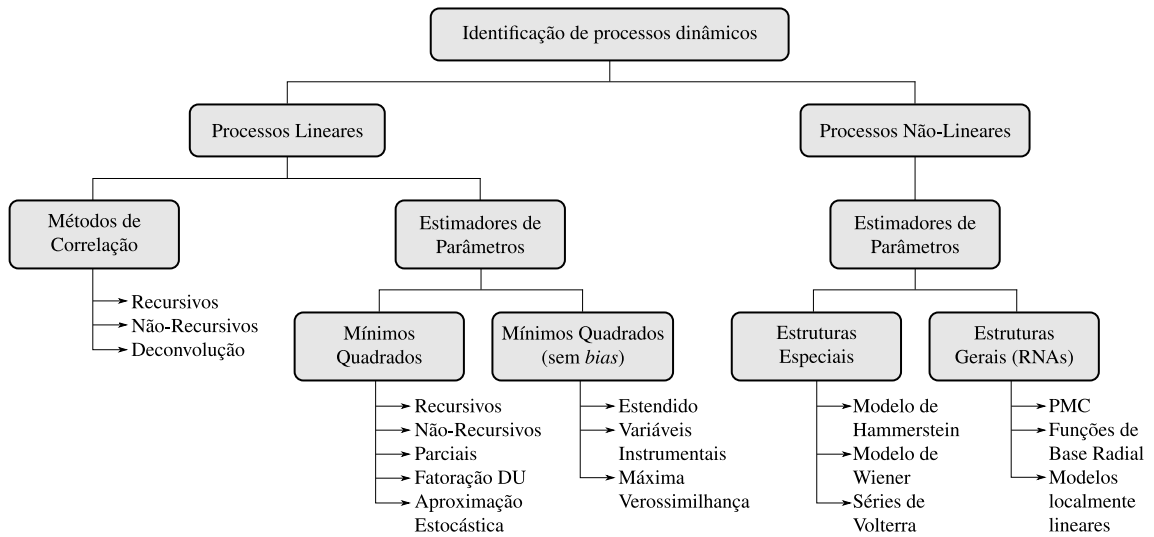 Identificação de processos dinâmicos
Processos Lineares
Processos Não-Lineares
Métodos de
Correlação
Recursivos
Não-Recursivos
Deconvolução
Estimadores de
Parâmetros
Mínimos
Quadrados
Recursivos
Não-Recursivos
Parciais
Fatoração DU
Aproximação
Estocástica
Mínimos Quadrados
(sem bias)
Estendido
Variáveis
Instrumentais
Máxima
Verossimilhança
Estimadores de
Parâmetros
Estruturas
Especiais
Modelo de
Hammerstein
Modelo de
Wiener
Séries de
Volterra
Estruturas
Gerais (RNAs)
PMC
Funções de
Base Radial
Modelos
localmente
lineares